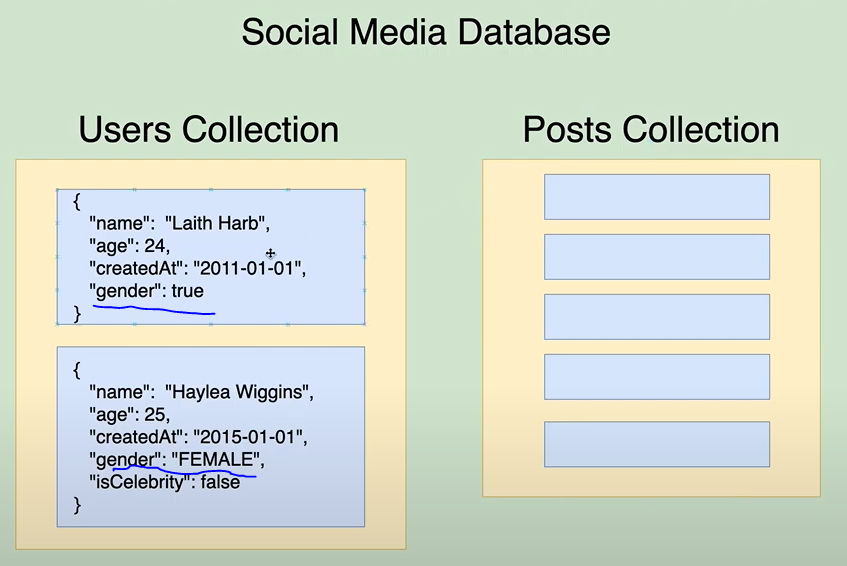 Social Media Database
Users Collection
{
"name":  "Laith Harb",
"age": 24,
"createdAt": "2011-01-01",
"gender": true
}
{
"name":  "Haylea Wiggins",
"age": 25,
"createdAt": "2015-01-01",
"gender": "FEMALE",
"isCelebrity": false
}
Posts Collection